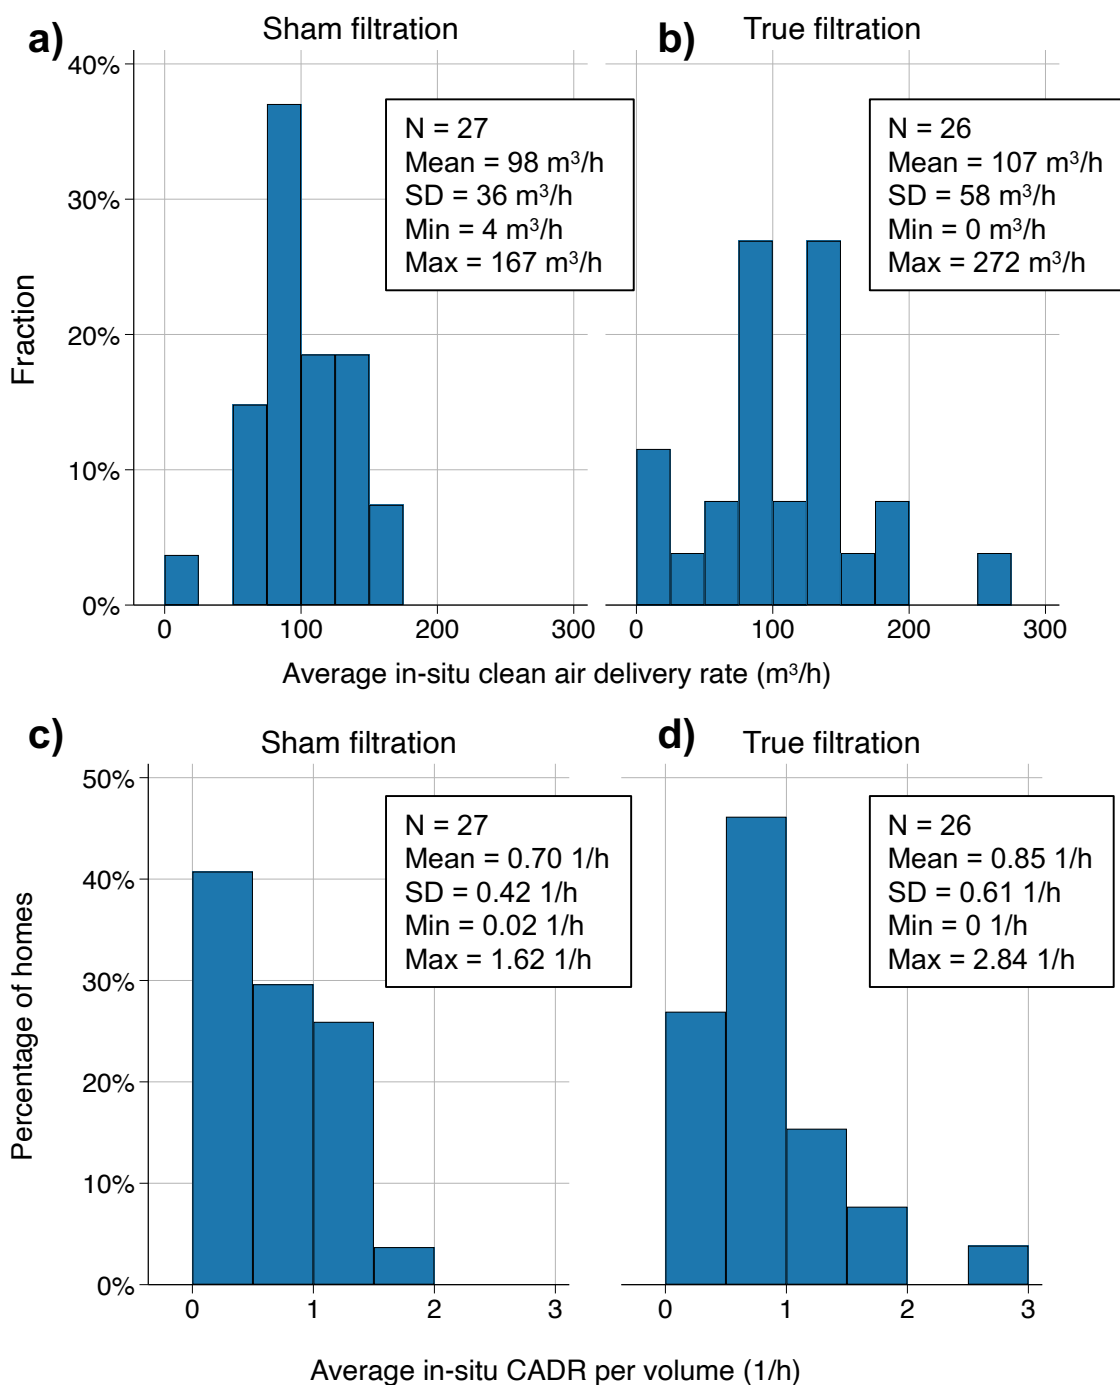 a)
Sham filtration
b)
True filtration
40%
30%
20%
10%
0%
Fraction
N = 27
Mean = 98 m³/h
SD = 36 m³/h
Min = 4 m³/h
Max = 167 m³/h
N = 26
Mean = 107 m³/h
SD = 58 m³/h
Min = 0 m³/h
Max = 272 m³/h
0 100 200 300
0 100 200 300
Average in-situ clean air delivery rate (m³/h)
c)
Sham filtration
d)
True filtration
50%
40%
30%
20%
10%
0%
Percentage of homes
N = 27
Mean = 0.70 1/h
SD = 0.42 1/h
Min = 0.02 1/h
Max = 1.62 1/h
N = 26
Mean = 0.85 1/h
SD = 0.61 1/h
Min = 0 1/h
Max = 2.84 1/h
0 1 2 3
0 1 2 3
Average in-situ CADR per volume (1/h)